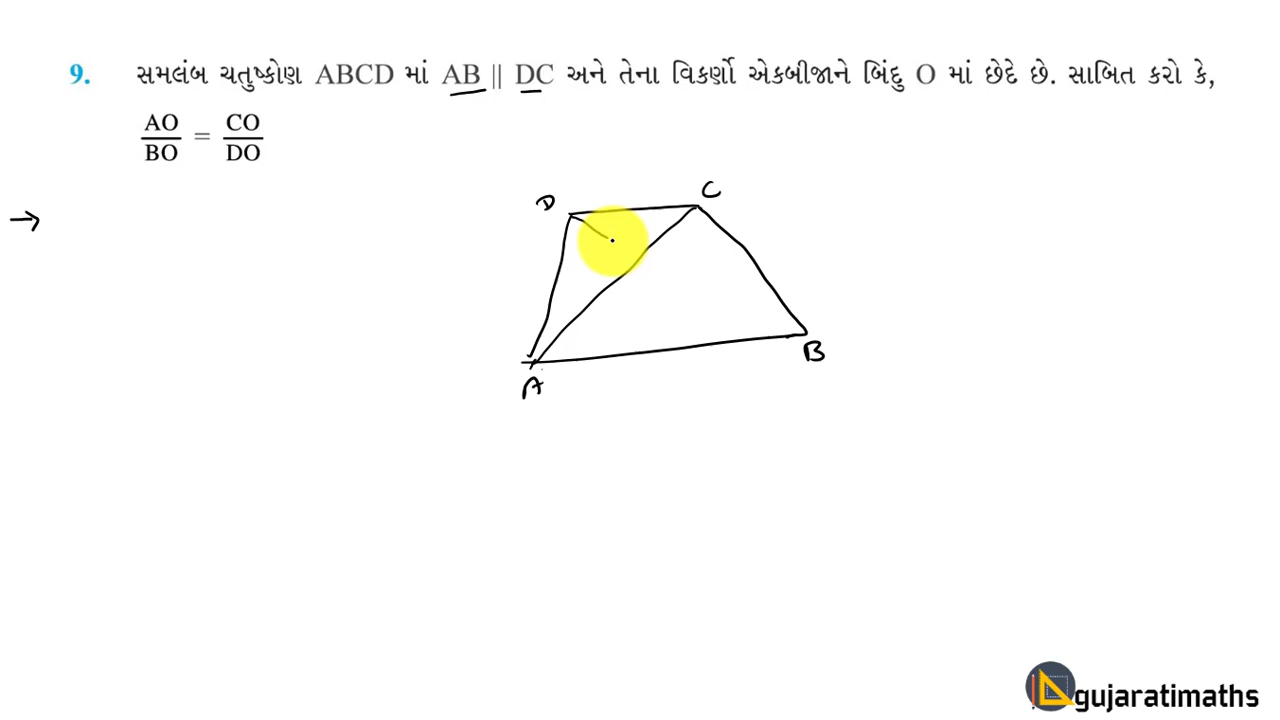 9. સમલંબ ચતુષ્કોણ ABCD માં AB || DC અને તેના વિકર્ણો એકબીજાને બિંદુ O માં છેદે છે. સાબિત કરો કે,
AO/BO = CO/DO
→
D C
A B
gujaratimaths